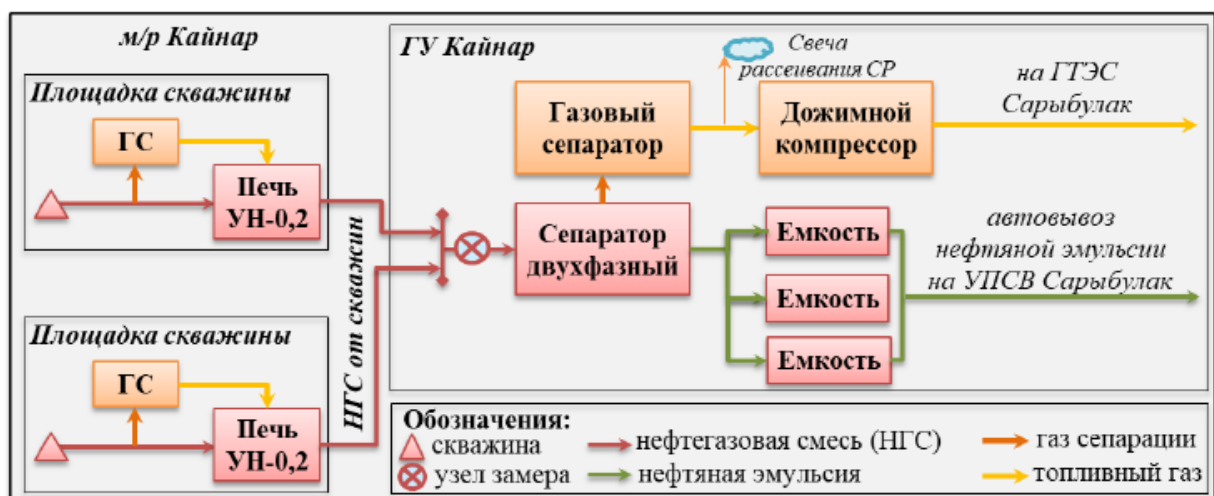 м/р Кайнар
Площадка скважины
ГС
Печь
УН-0,2
Площадка скважины
ГС
Печь
УН-0,2
НГС от скважин
ГУ Кайнар
Свеча
рассеивания СР
Газовый
сепаратор
Дожимной
компрессор
на ГТЭС
Сарыбулак
Сепаратор
двухфазный
Емкость
Емкость
Емкость
автовывоз
нефтяной эмульсии
на УПСВ Сарыбулак
Обозначения:
скважина
узел замера
нефтегазовая смесь (НГС)
нефтяная эмульсия
газ сепарации
топливный газ